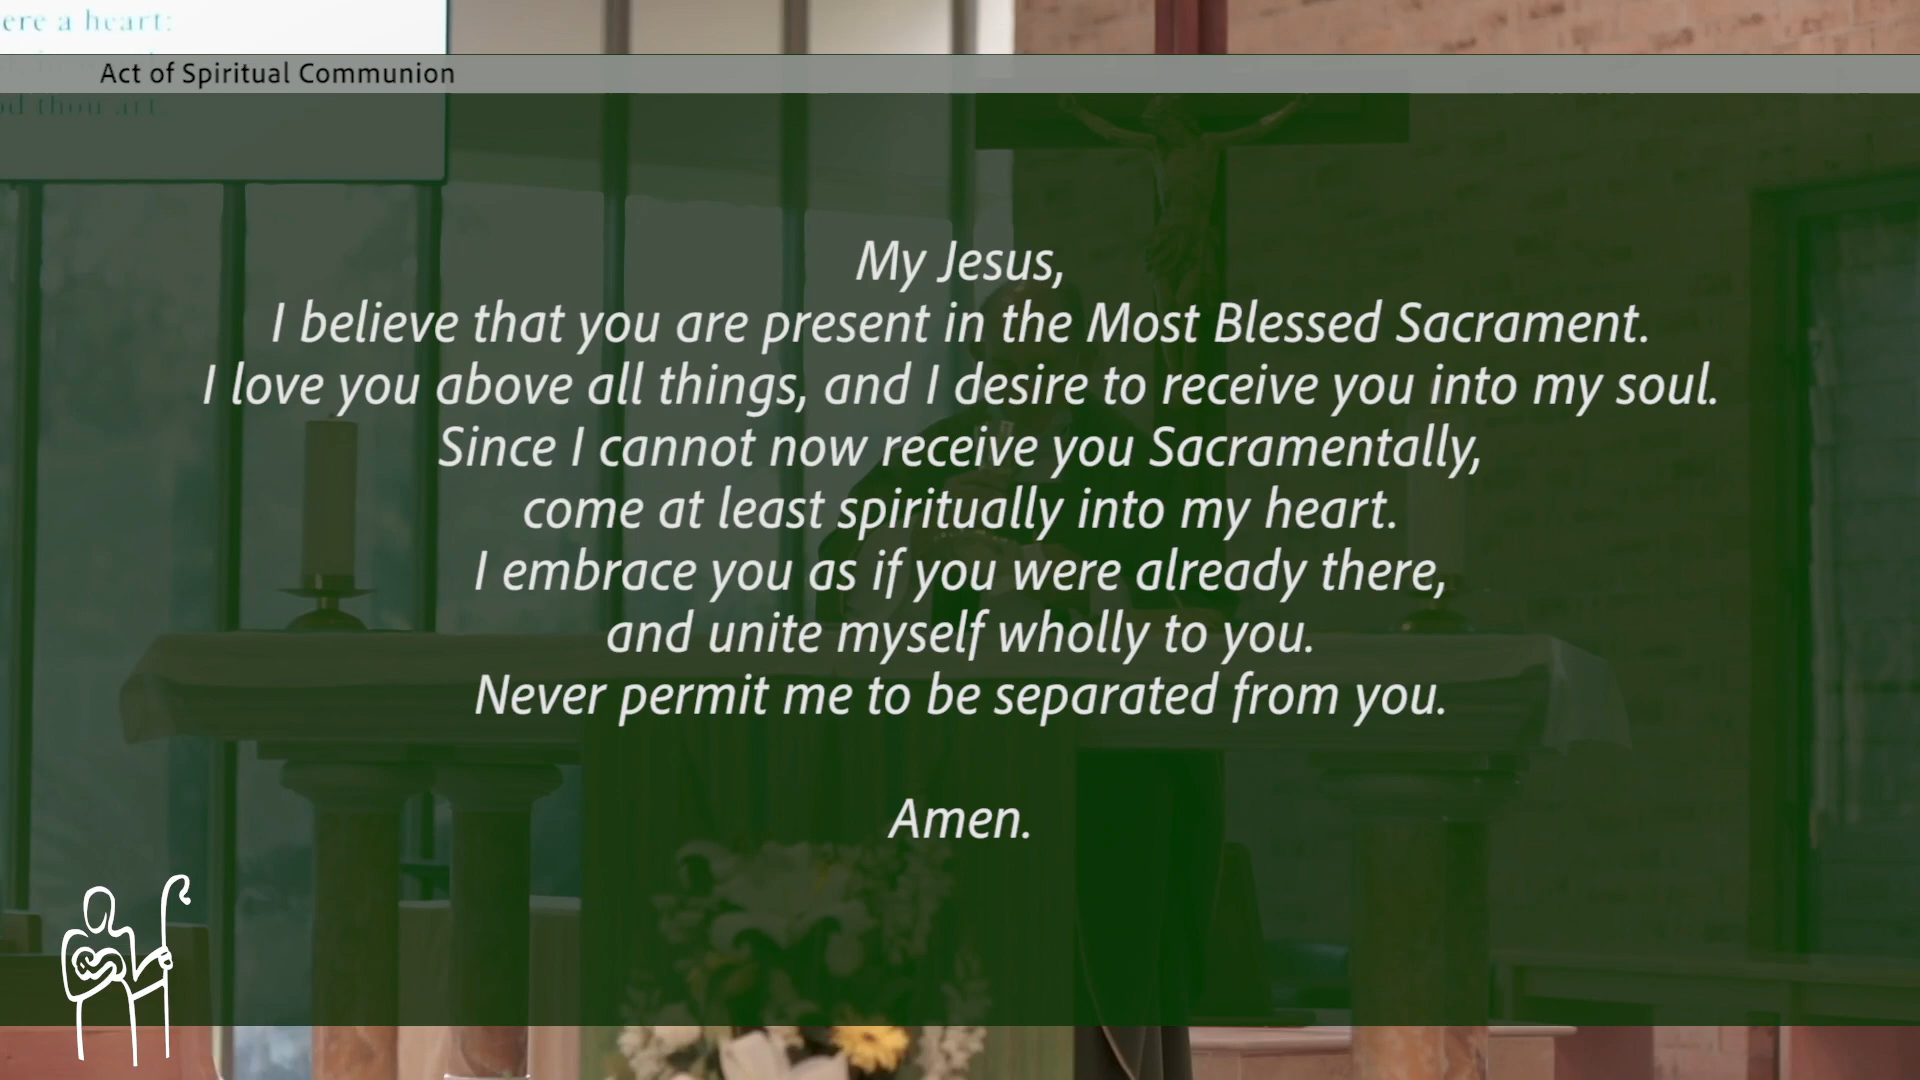 ere a heart:
Act of Spiritual Communion
od thou art
My Jesus,
I believe that you are present in the Most Blessed Sacrament.
I love you above all things, and I desire to receive you into my soul.
Since I cannot now receive you Sacramentally,
come at least spiritually into my heart.
I embrace you as if you were already there,
and unite myself wholly to you.
Never permit me to be separated from you.
Amen.